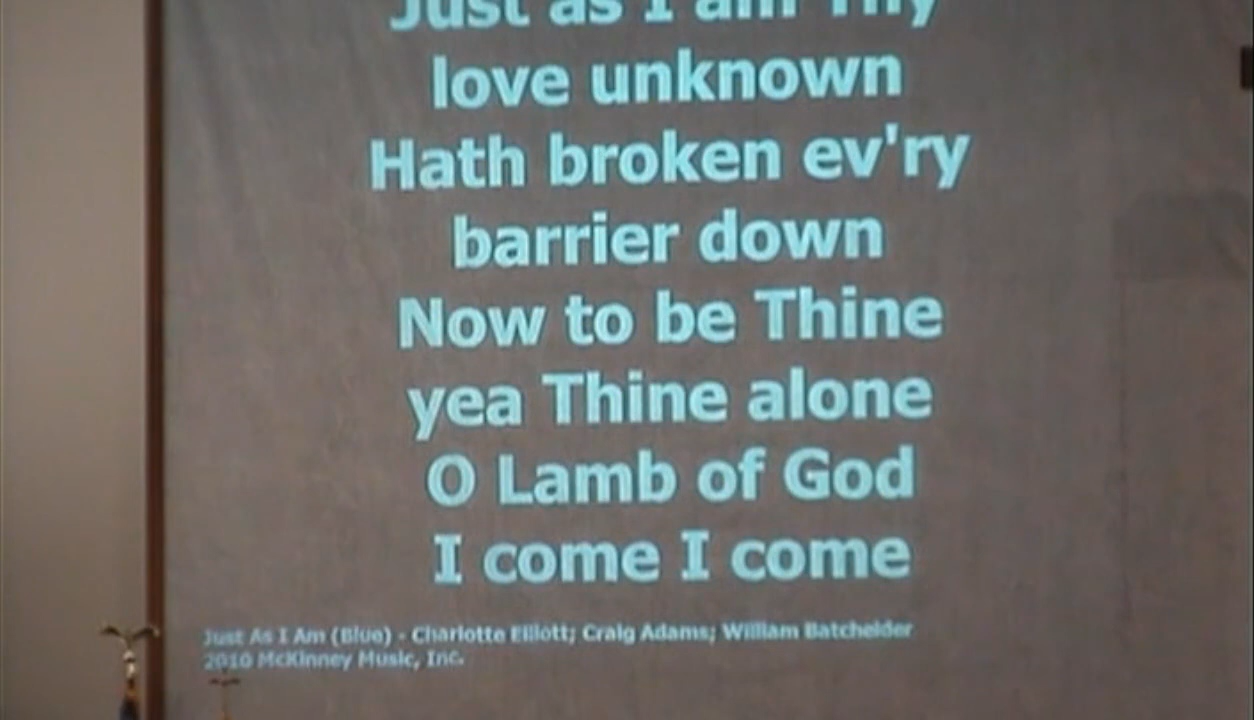 Just as I am Thy
love unknown
Hath broken ev'ry
barrier down
Now to be Thine
yea Thine alone
O Lamb of God
I come I come
Just As I Am (Blue) - Charlotte Elliott; Craig Adams; William Batchelder
2010 McKinney Music, Inc.